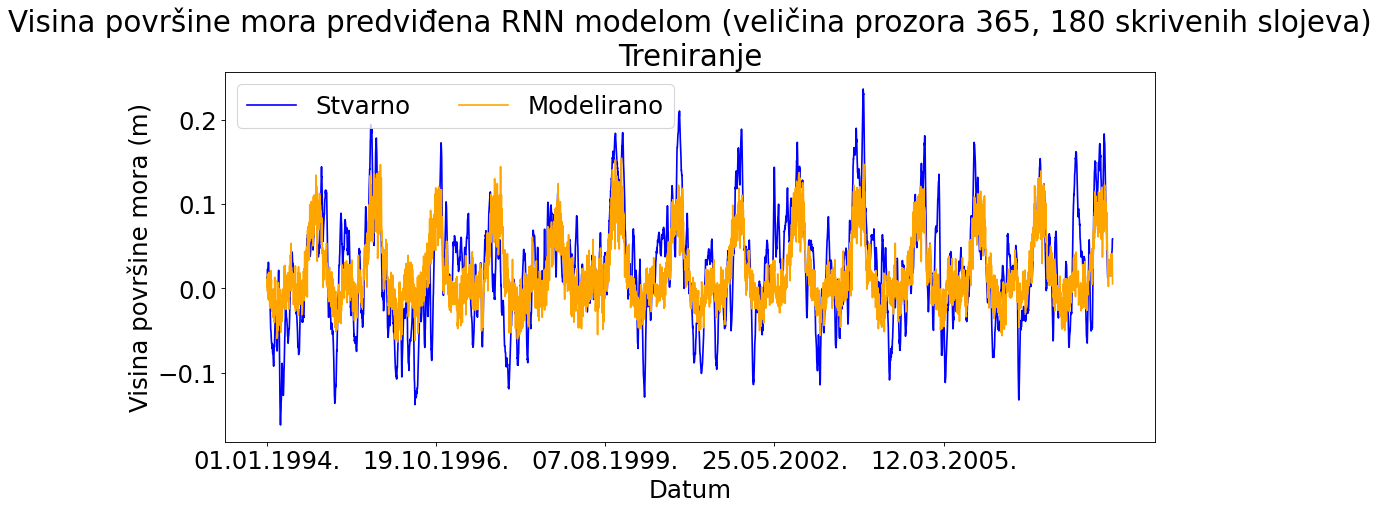 Visina površine mora predviđena RNN modelom (veličina prozora 365, 180 skrivenih slojeva)
Treniranje
Stvarno Modelirano
Visina površine mora (m)
0.2
0.1
0.0
−0.1
01.01.1994. 19.10.1996. 07.08.1999. 25.05.2002. 12.03.2005.
Datum